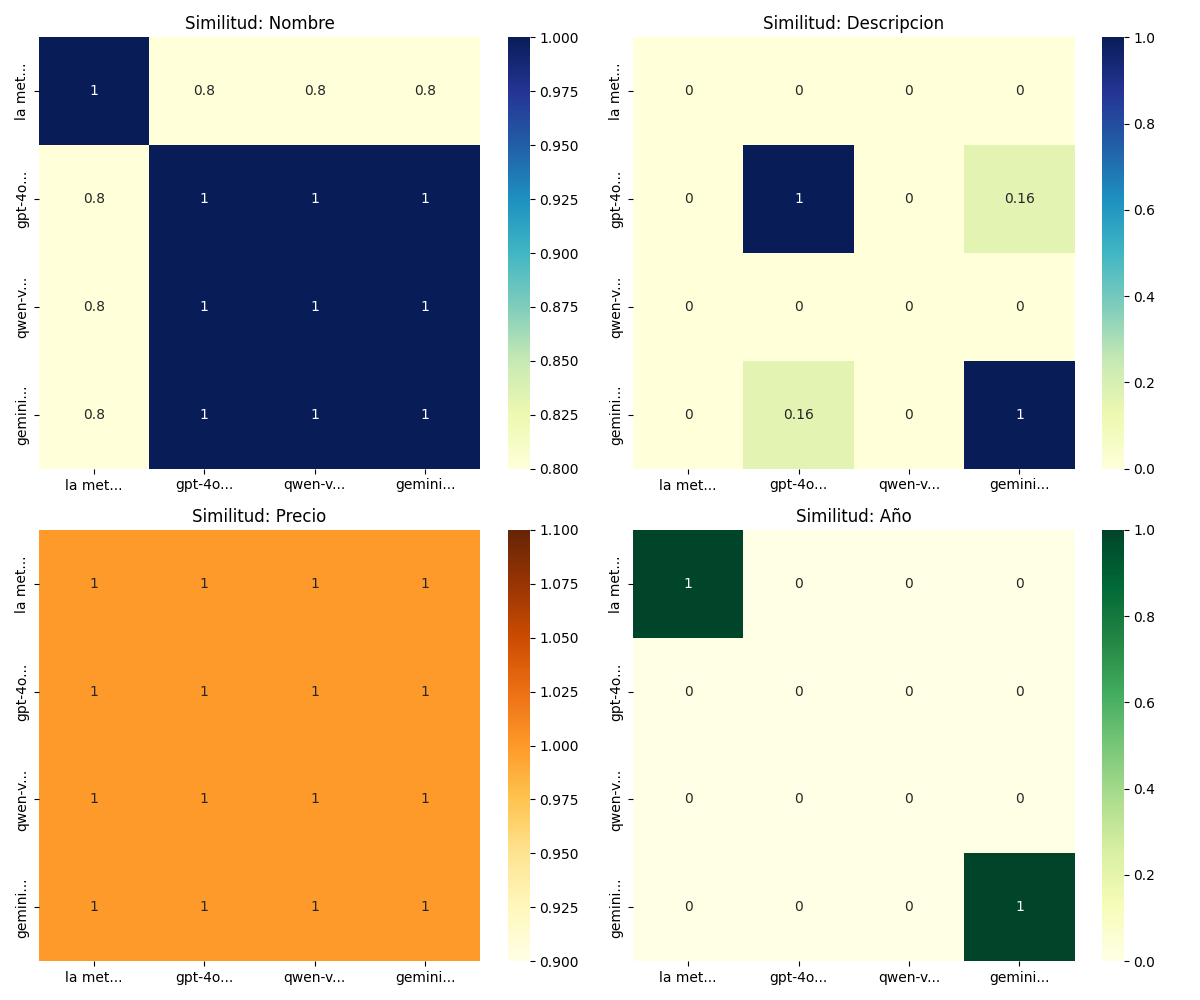 Similitud: Nombre
la met...
gpt-4o...
qwen-v...
gemini...
1 0.8 0.8 0.8
0.8 1 1 1
0.8 1 1 1
0.8 1 1 1
la met... gpt-4o... qwen-v... gemini...
1.000
0.975
0.950
0.925
0.900
0.875
0.850
0.825
0.800
Similitud: Descripcion
la met...
gpt-4o...
qwen-v...
gemini...
0 0 0 0
0 1 0 0.16
0 0 0 0
0 0.16 0 1
la met... gpt-4o... qwen-v... gemini...
1.0
0.8
0.6
0.4
0.2
0.0
Similitud: Precio
la met...
gpt-4o...
qwen-v...
gemini...
1 1 1 1
1 1 1 1
1 1 1 1
1 1 1 1
la met... gpt-4o... qwen-v... gemini...
1.100
1.075
1.050
1.025
1.000
0.975
0.950
0.925
0.900
Similitud: Año
la met...
gpt-4o...
qwen-v...
gemini...
1 0 0 0
0 0 0 0
0 0 0 0
0 0 0 1
la met... gpt-4o... qwen-v... gemini...
1.0
0.8
0.6
0.4
0.2
0.0